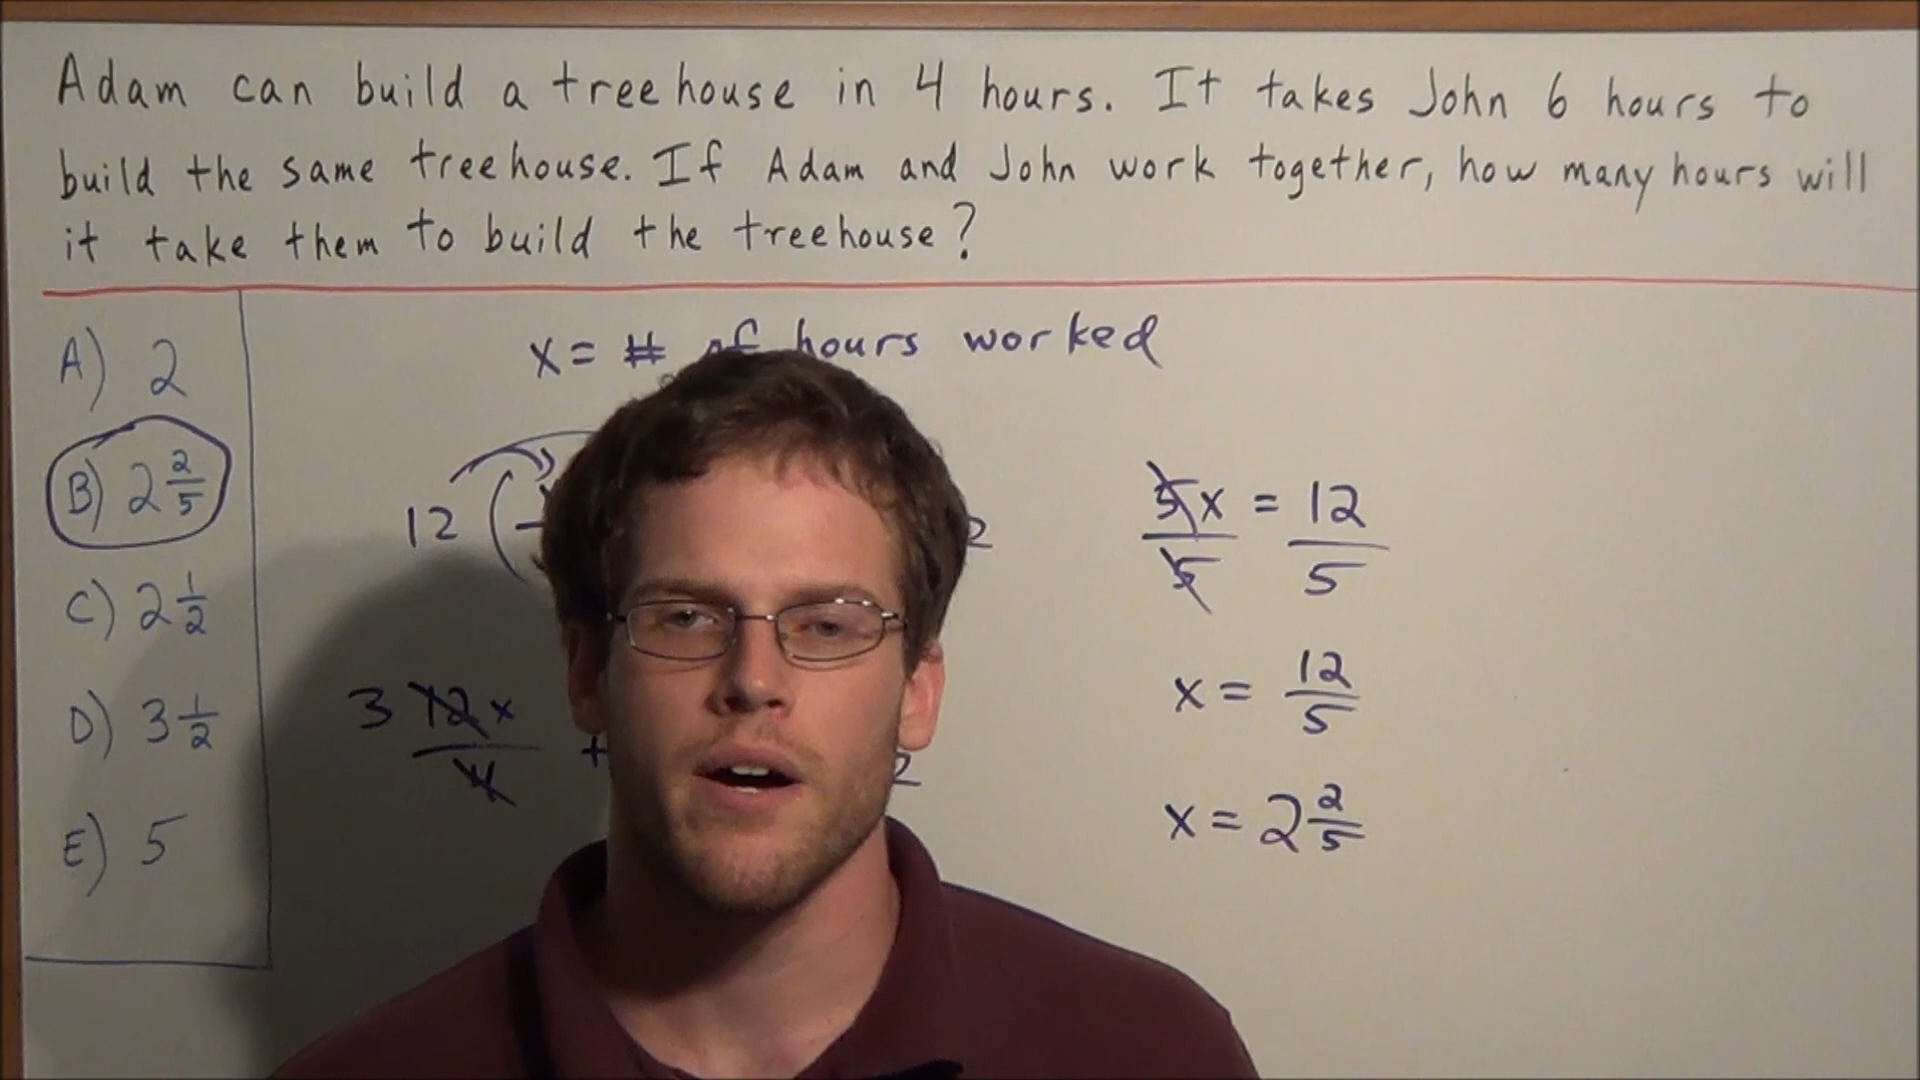 Adam can build a treehouse in 4 hours. It takes John 6 hours to
build the same treehouse. If Adam and John work together, how many hours will
it take them to build the treehouse?
A) 2
B) 2 2/5
C) 2 1/2
D) 3 1/2
E) 5
x = # of hours worked
12 (
3 12x / 4 +
5x / 5 = 12 / 5
x = 12 / 5
x = 2 2/5